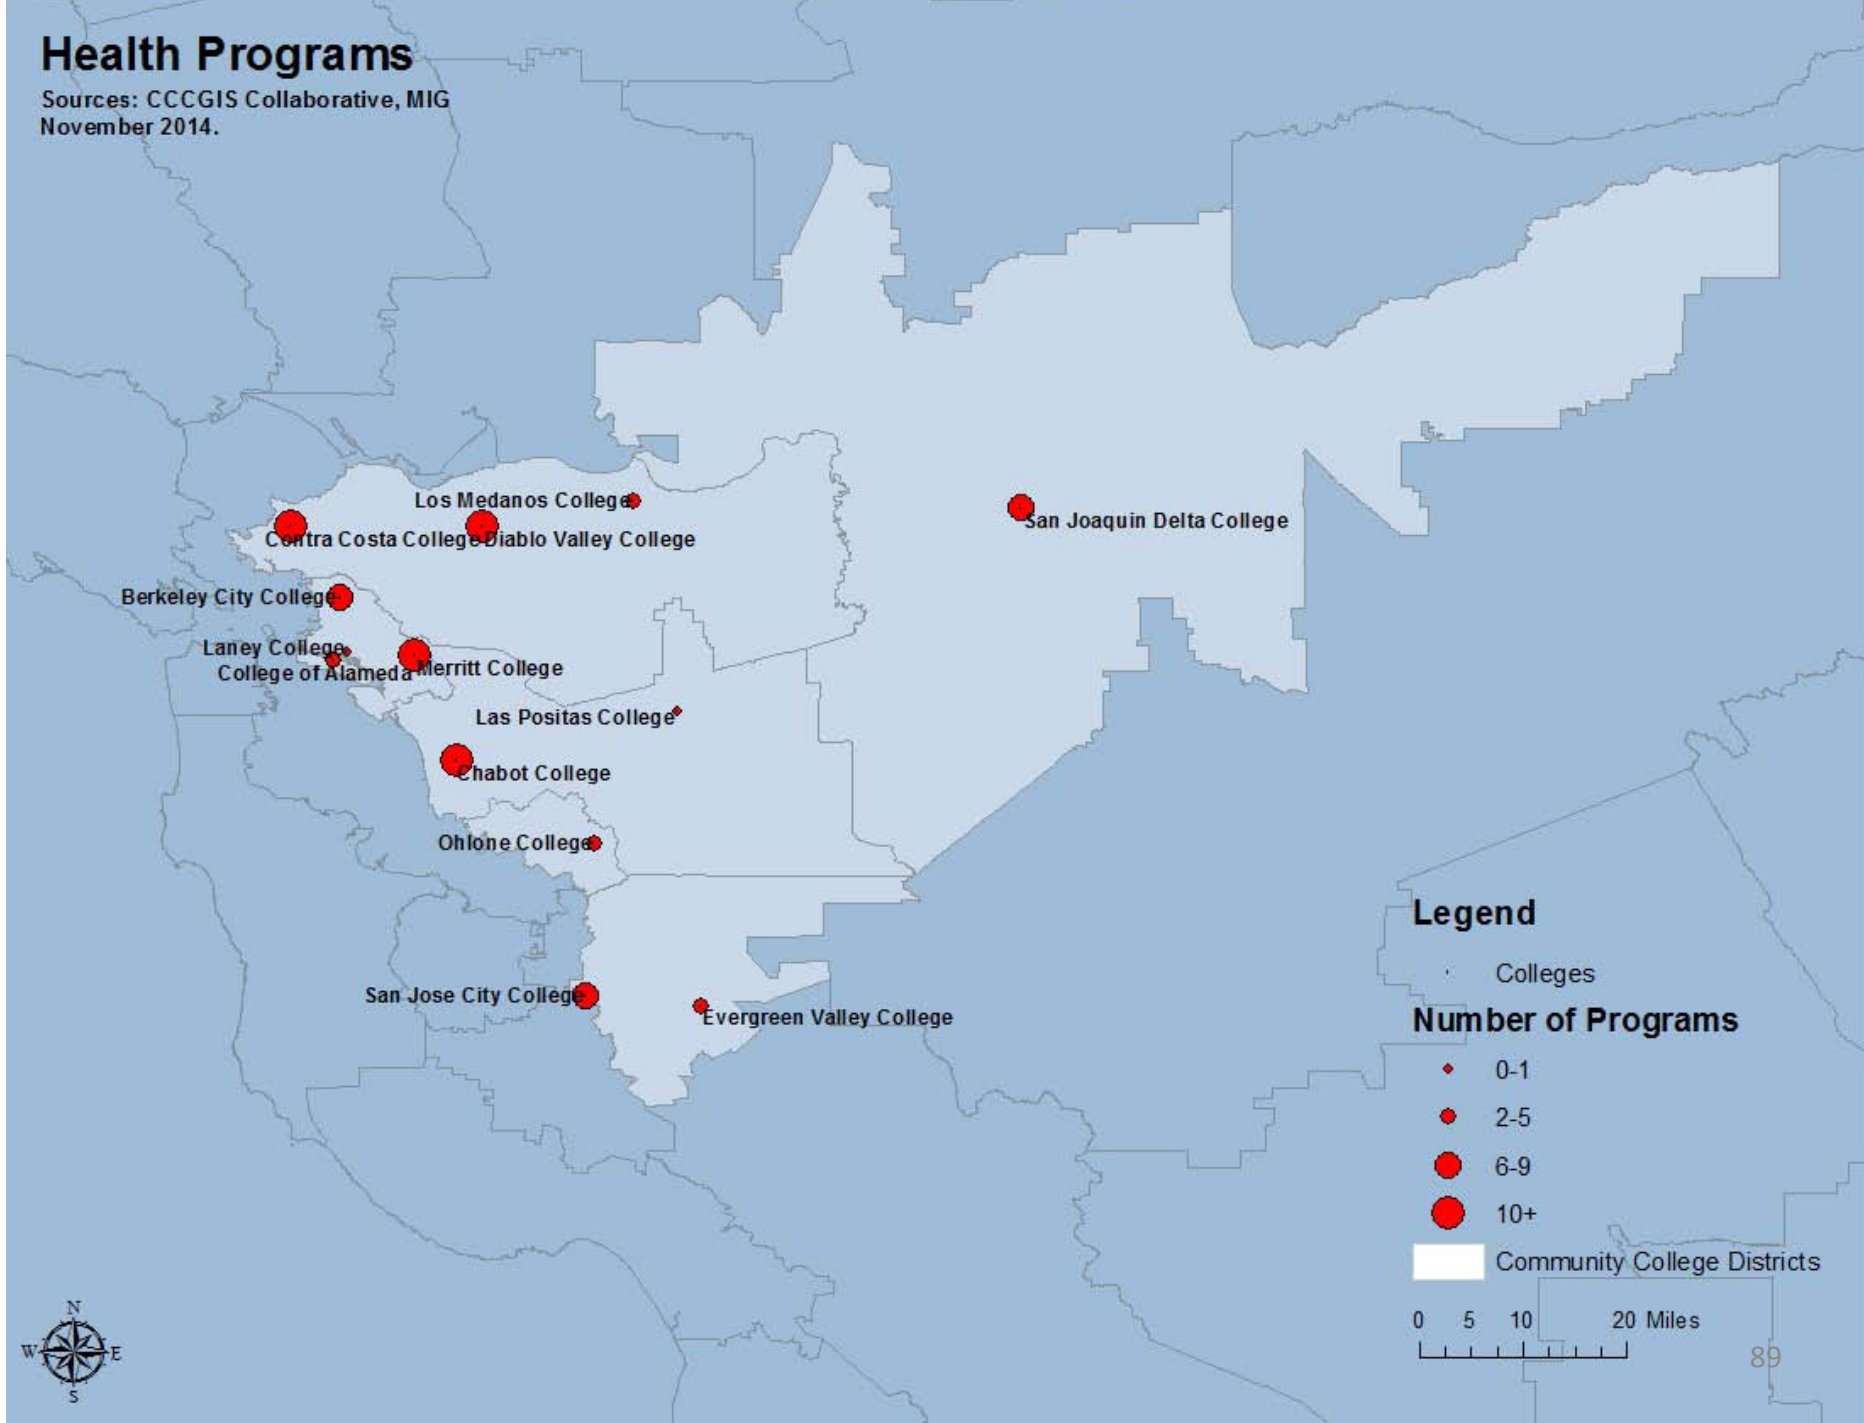 Health Programs
Sources: CCCGIS Collaborative, MIG
November 2014.
Los Medanos College
San Joaquin Delta College
Contra Costa College
Diablo Valley College
Berkeley City College
Laney College
College of Alameda
Merritt College
Las Positas College
Chabot College
Ohlone College
San Jose City College
Evergreen Valley College
Legend
Colleges
Number of Programs
0-1
2-5
6-9
10+
Community College Districts
0 5 10 20 Miles
89
N
W E
S